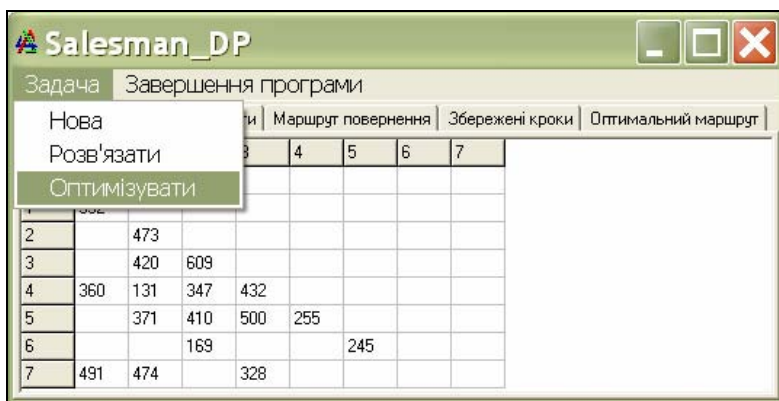 Salesman_DP
Задача Завершення програми
Нова
Розв'язати
Оптимізувати
Маршрут повернення Збережені кроки Оптимальний маршрут
4 5 6 7
2 473
3 420 609
4 360 131 347 432
5 371 410 500 255
6 169 245
7 491 474 328